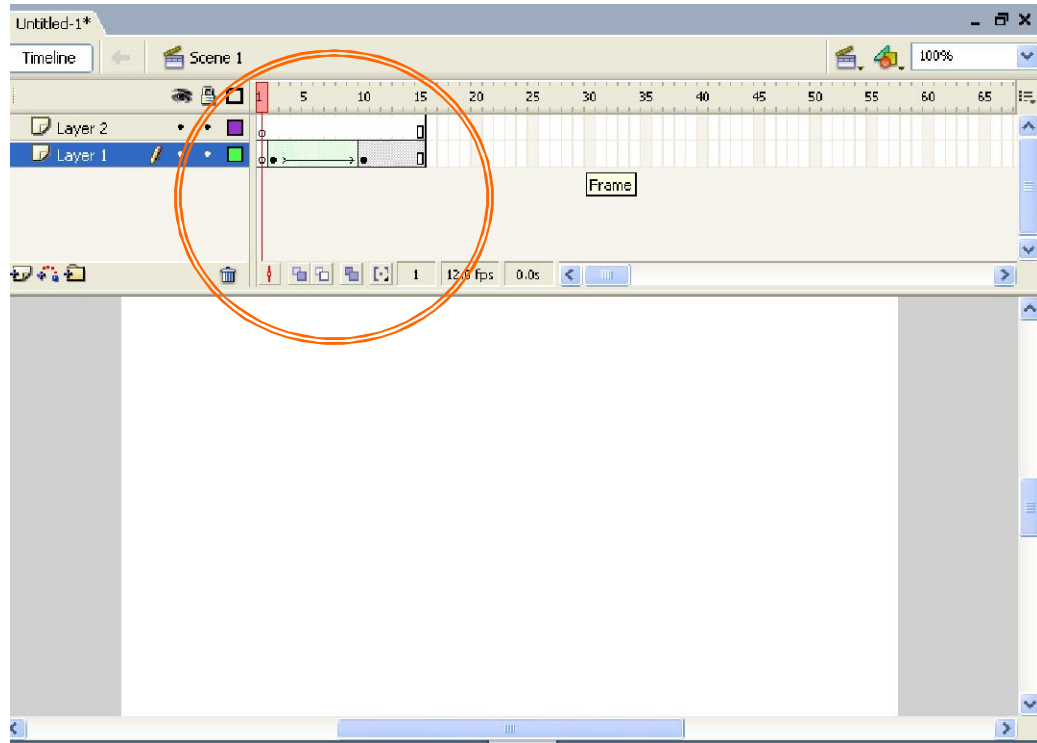 Untitled-1*
Timeline Scene 1 100%
1 5 10 15 20 25 30 35 40 45 50 55 60 65
Layer 2
Layer 1
Frame
1 12.0 fps 0.0s